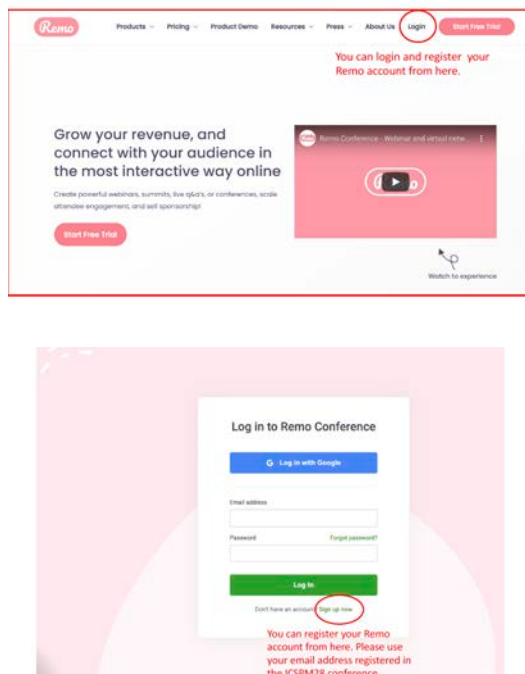 Remo
Products Pricing Product Demo Resources Press About Us Login Start Free Trial
You can login and register your
Remo account from here.
Grow your revenue, and
connect with your audience in
the most interactive way online
Create powerful webinars, summits, live q&a's, or conferences, scale
attendee engagement, and sell sponsorship!
Start Free Trial
Remo Conference - Webinar and virtual netw...
Watch to experience
Log in to Remo Conference
G Log in with Google
Email address
Password Forgot password?
Log In
Don't have an account? Sign up now
You can register your Remo
account from here. Please use
your email address registered in
the ICSPM28 conference